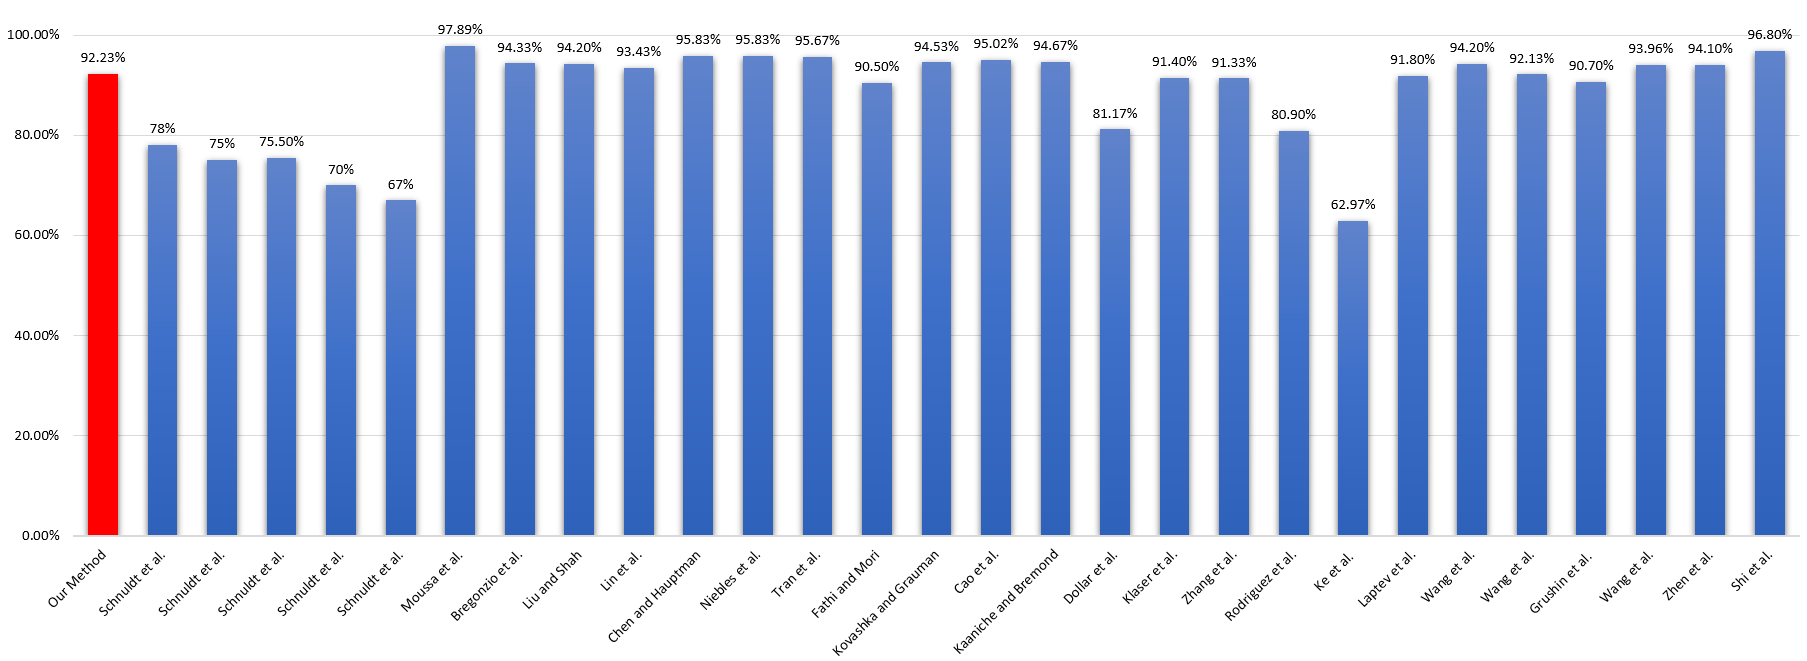 100.00%
80.00%
60.00%
40.00%
20.00%
0.00%
92.23%
78%
75%
75.50%
70%
67%
97.89%
94.33%
94.20%
93.43%
95.83%
95.83%
95.67%
90.50%
94.53%
95.02%
94.67%
81.17%
91.40%
91.33%
80.90%
62.97%
91.80%
94.20%
92.13%
90.70%
93.96%
94.10%
96.80%
Our Method
Schnuldt et al.
Schnuldt et al.
Schnuldt et al.
Schnuldt et al.
Schnuldt et al.
Moussa et al.
Bregonzio et al.
Liu and Shah
Lin et al.
Chen and Hauptman
Niebles et al.
Tran et al.
Fathi and Mori
Kovashka and Grauman
Cao et al.
Kaaniche and Bremond
Dollar et al.
Klaser et al.
Zhang et al.
Rodriguez et al.
Ke et al.
Laptev et al.
Wang et al.
Wang et al.
Grushin et al.
Wang et al.
Zhen et al.
Shi et al.